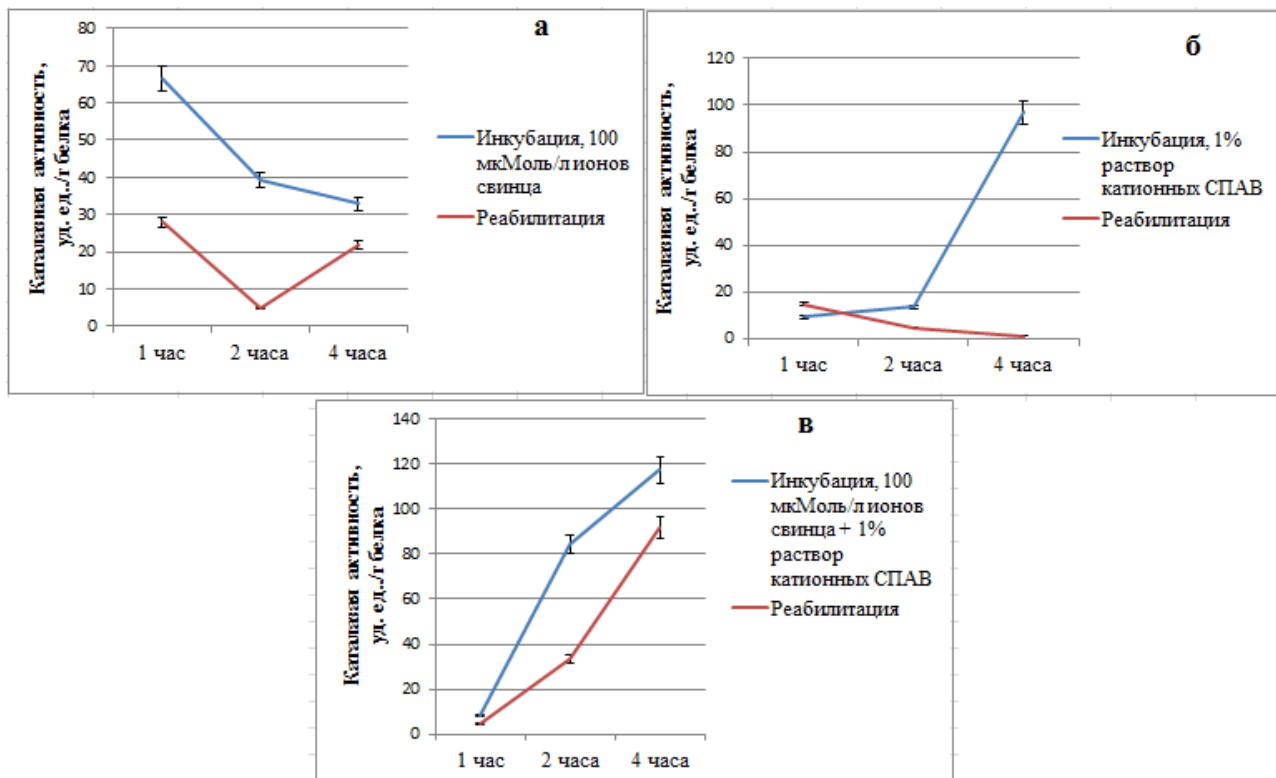 а
Каталавная активность,
уд. ед../г белка
80
70
60
50
40
30
20
10
0
1 час
2 часа
4 часа
Инкубация, 100
мкМоль/л ионов
свинца
Реабилитация
б
Каталавная активность,
уд. ед../г белка
120
100
80
60
40
20
0
1 час
2 часа
4 часа
Инкубация, 1%
раствор
катионных СПАВ
Реабилитация
в
Каталавая активность,
уд. ед../г белка
140
120
100
80
60
40
20
0
1 час
2 часа
4 часа
Инкубация, 100
мкМоль/л ионов
свинца + 1%
раствор
катионных СПАВ
Реабилитация